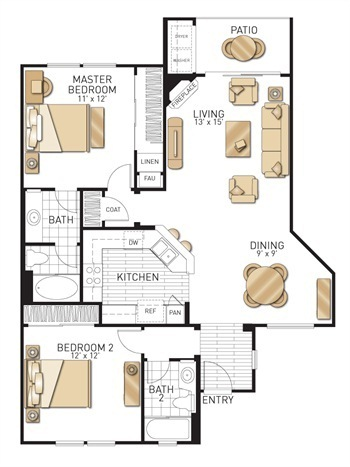 PATIO
DRYER
WASHER
MASTER
BEDROOM
11' x 12'
FIREPLACE
LIVING
13' x 15'
LINEN
FAU
COAT
BATH
DW
DINING
9' x 9'
KITCHEN
REF
PAN
BEDROOM 2
12' x 12'
BATH
2
ENTRY